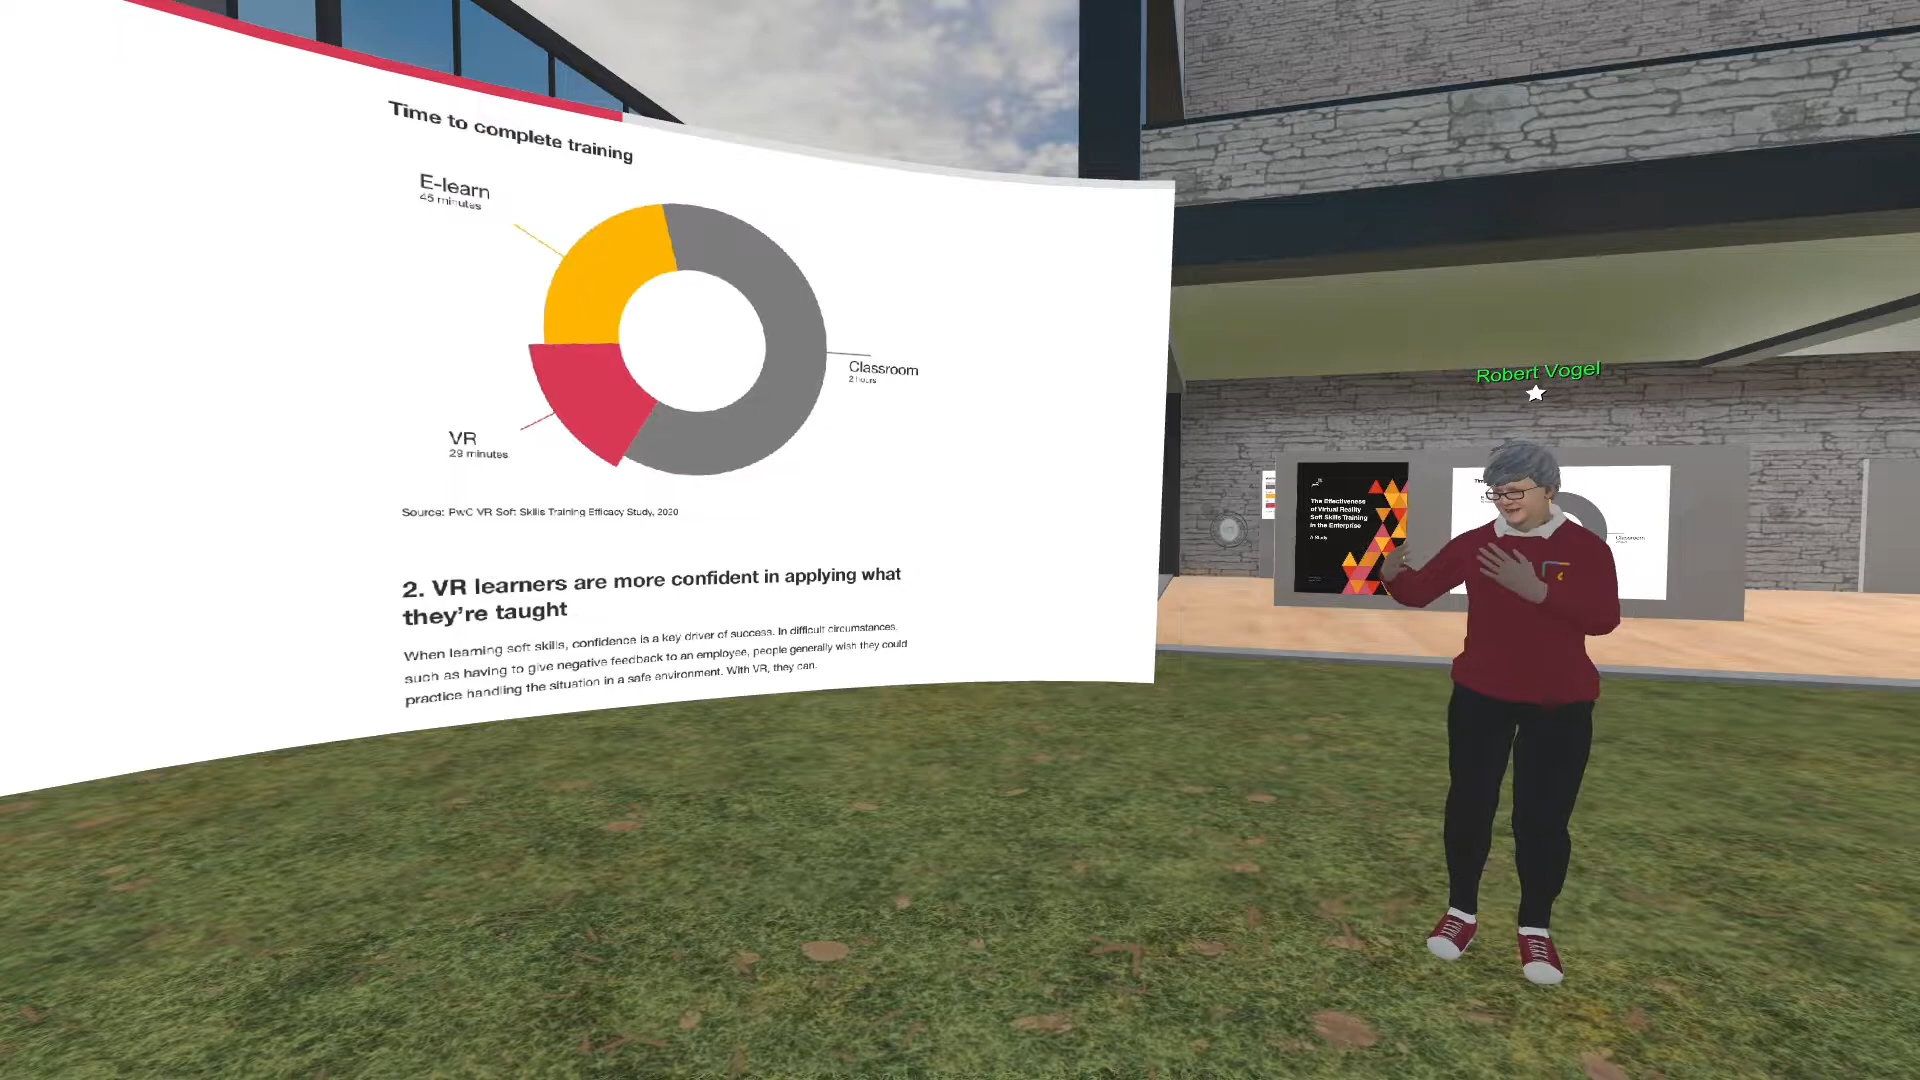 Time to complete training
E-learn
45 minutes
Classroom
2 hours
VR
29 minutes
Source: PwC VR Soft Skills Training Efficacy Study, 2020
2. VR learners are more confident in applying what
they're taught
When learning soft skills, confidence is a key driver of success. In difficult circumstances,
such as having to give negative feedback to an employee, people generally wish they could
practice handling the situation in a safe environment. With VR, they can.
Robert Vogel
The Effectiveness
of Virtual Reality
Soft Skills Training
in the Enterprise
A Study
Classroom